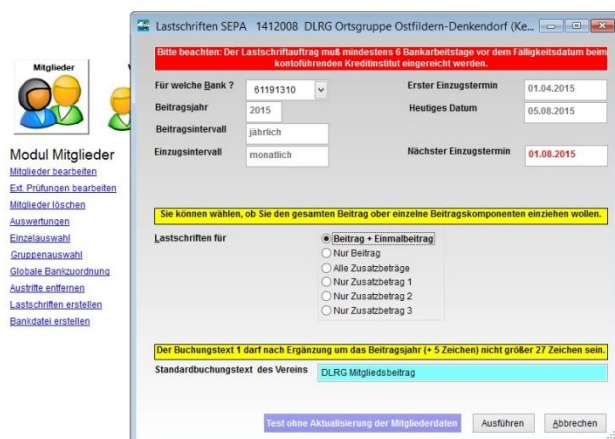 Lastschriften SEPA 1412008 DLRG Ortsgruppe Ostfildern-Denkendorf (Ke...
Bitte beachten: Der Lastschriftauftrag muß mindestens 6 Bankarbeitstage vor dem Fälligkeitsdatum beim
kontoführenden Kreditinstitut eingereicht werden.
Mitglieder
Modul Mitglieder
Mitglieder bearbeiten
Ext. Prüfungen bearbeiten
Mitglieder löschen
Auswertungen
Einzelauswahl
Gruppenauswahl
Globale Bankzuordnung
Austritte entfernen
Lastschriften erstellen
Bankdatei erstellen
Für welche Bank ? 61191310
Erster Einzugstermin 01.04.2015
Beitragsjahr 2015
Heutiges Datum 05.08.2015
Beitragsintervall jährlich
Einzugsintervall monatlich
Nächster Einzugstermin 01.08.2015
Sie können wählen, ob Sie den gesamten Beitrag ober einzelne Beitragskomponenten einziehen wollen.
Lastschriften für
Beitrag + Einmalbeitrag
Nur Beitrag
Alle Zusatzbeträge
Nur Zusatzbetrag 1
Nur Zusatzbetrag 2
Nur Zusatzbetrag 3
Der Buchungstext 1 darf nach Ergänzung um das Beitragsjahr (+ 5 Zeichen) nicht größer 27 Zeichen sein.
Standardbuchungstext des Vereins DLRG Mitgliedsbeitrag
Test ohne Aktualisierung der Mitgliederdaten Ausführen Abbrechen